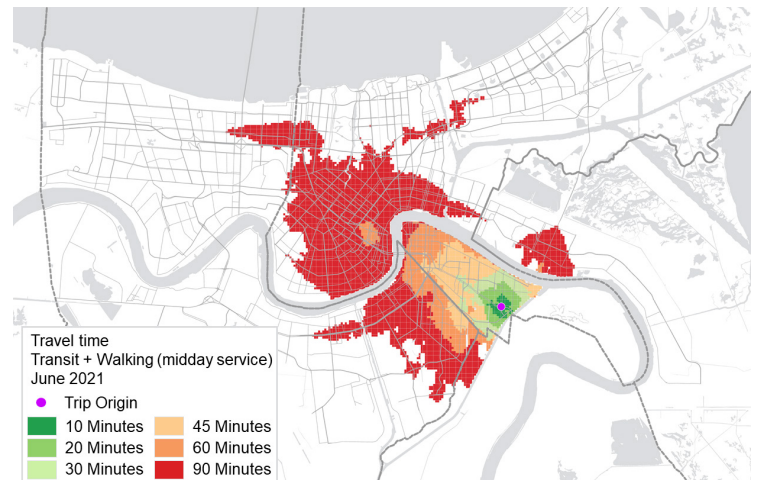 Travel time
Transit + Walking (midday service)
June 2021
Trip Origin
10 Minutes 45 Minutes
20 Minutes 60 Minutes
30 Minutes 90 Minutes